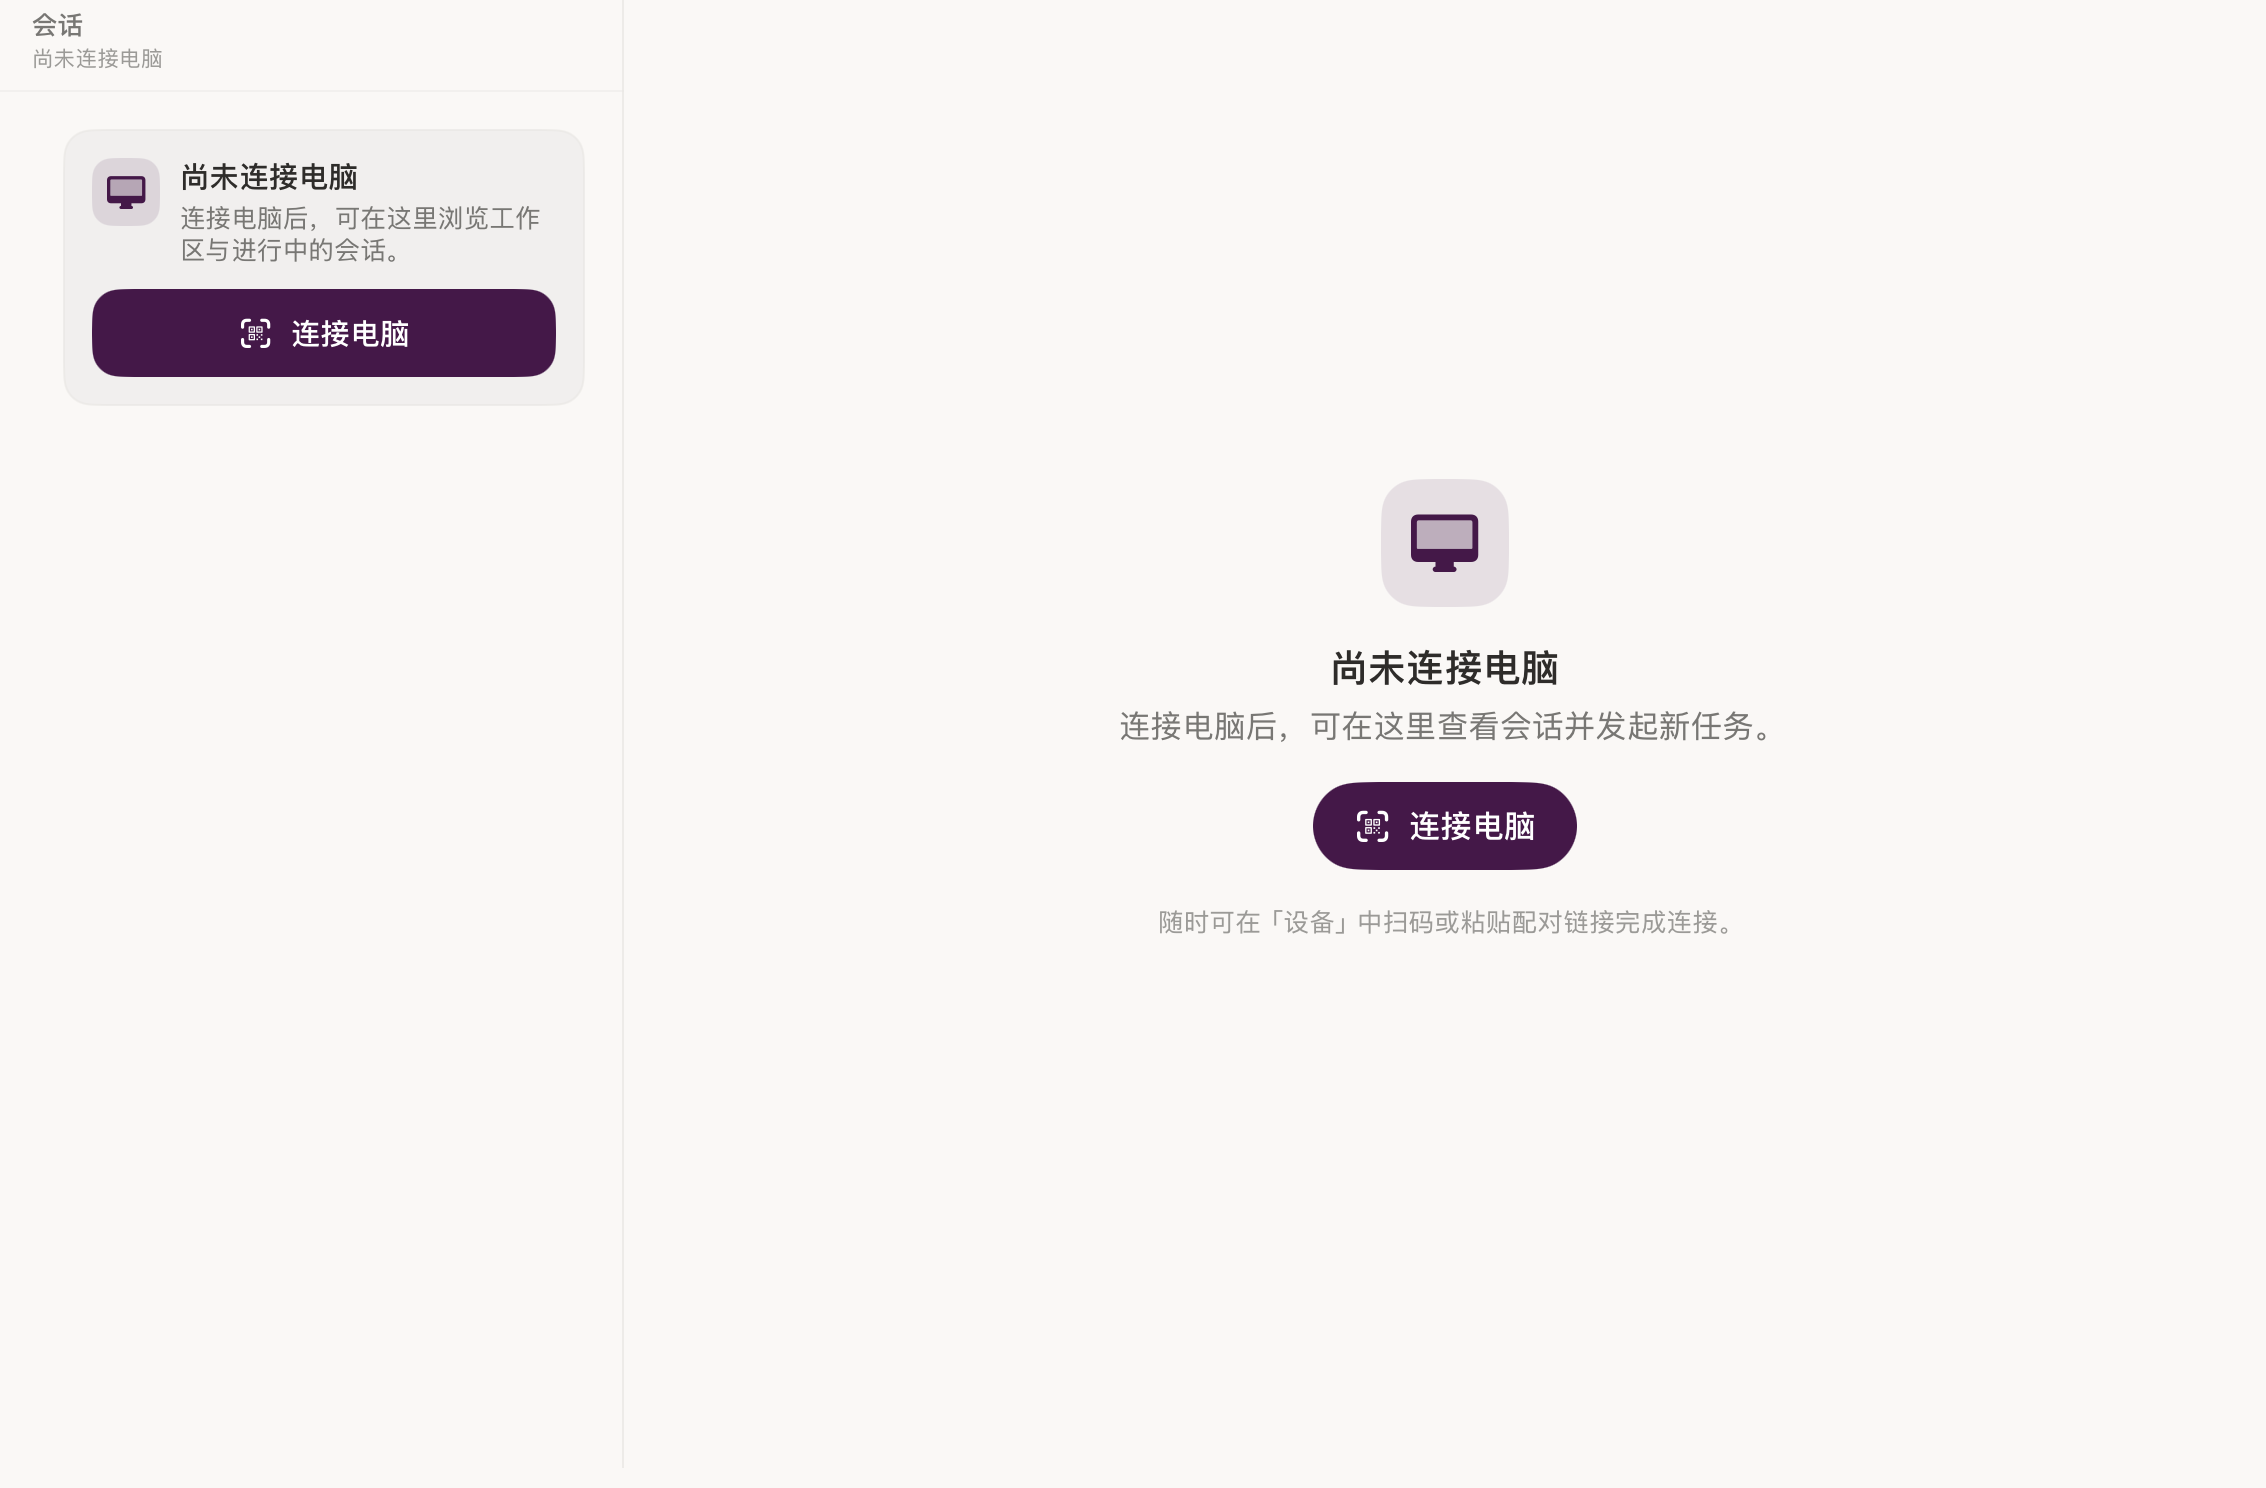 会话
尚未连接电脑
尚未连接电脑
连接电脑后，可在这里浏览工作
区与进行中的会话。
连接电脑
尚未连接电脑
连接电脑后，可在这里查看会话并发起新任务。
连接电脑
随时可在「设备」中扫码或粘贴配对链接完成连接。